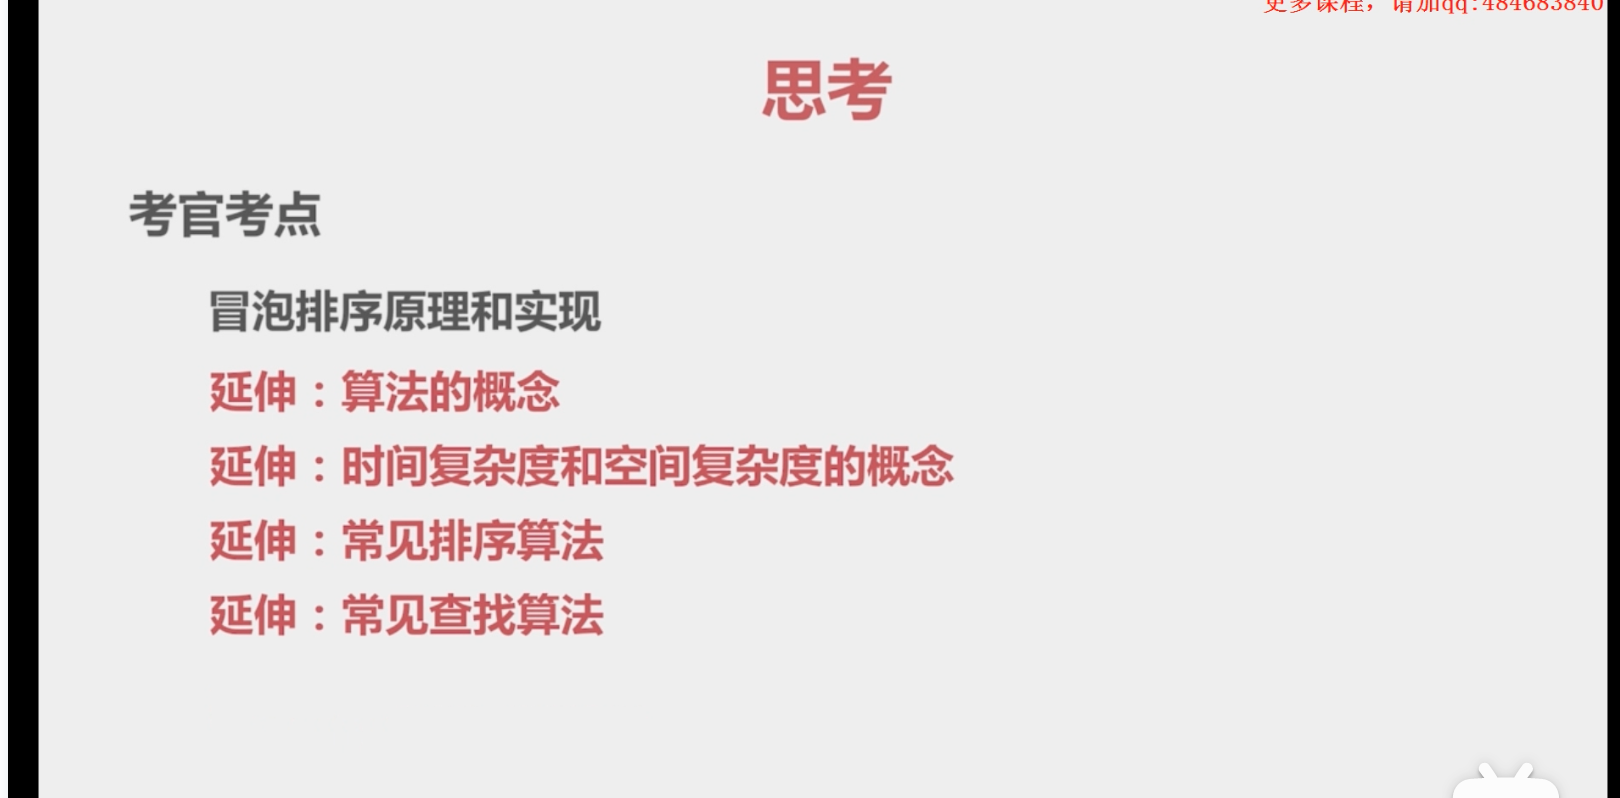 更多课程，请加qq:484683840
思考
考官考点
冒泡排序原理和实现
延伸：算法的概念
延伸：时间复杂度和空间复杂度的概念
延伸：常见排序算法
延伸：常见查找算法